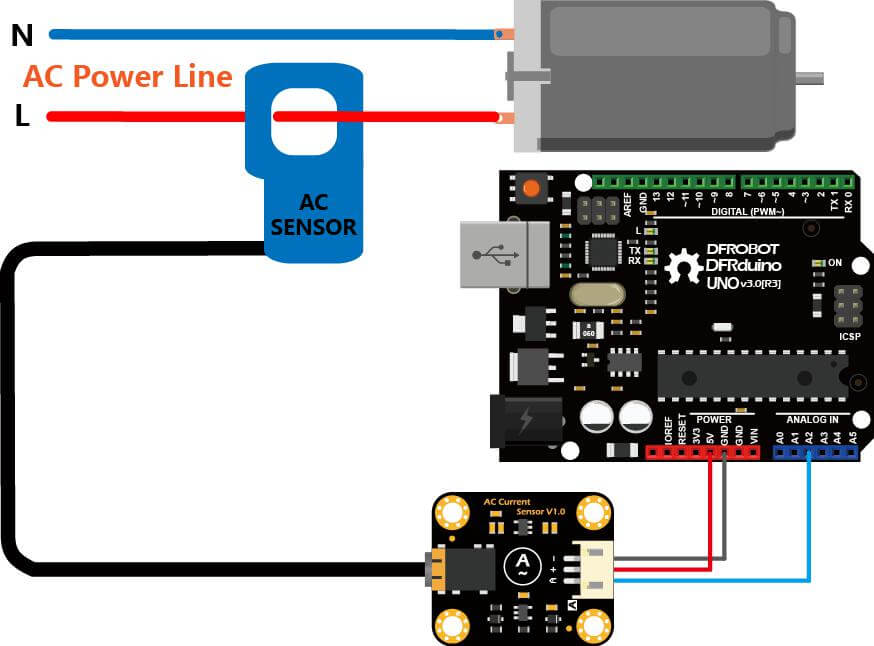 N
AC Power Line
L
AC
SENSOR
AREF
GND
13
12
~11
~10
~9
8
7
~6
~5
4
~3
2
TX 1
RX 0
DIGITAL (PWM~)
L
TX
RX
DFROBOT
DFRduino
UNO v3.0[R3]
ON
ICSP
POWER
ANALOG IN
IOREF
RESET
3V3
5V
GND
GND
VIN
A0
A1
A2
A3
A4
A5
AC Current
Sensor V1.0
A
~
-
+
A